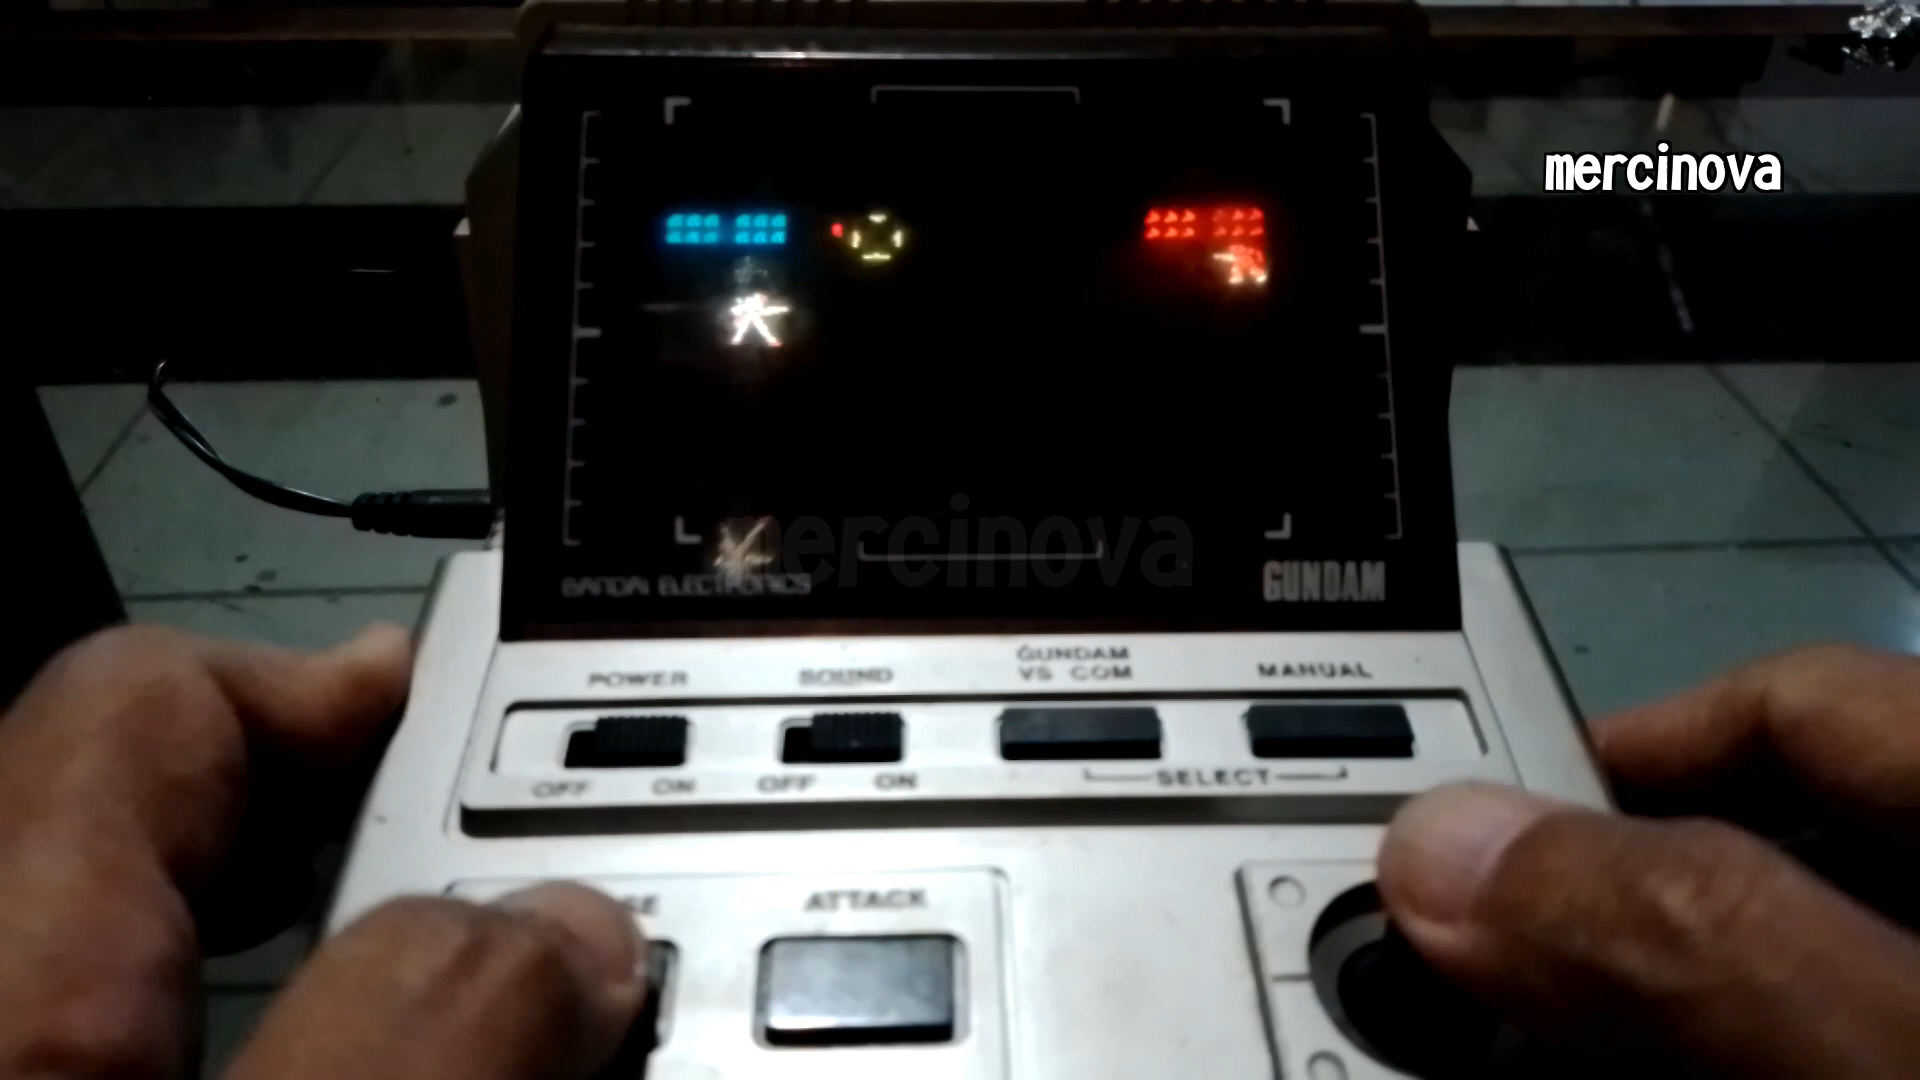 mercinova
mercinova
BANDAI ELECTRONICS
GUNDAM
POWER
SOUND
GUNDAM
VS COM
MANUAL
OFF
ON
OFF
ON
SELECT
ATTACK